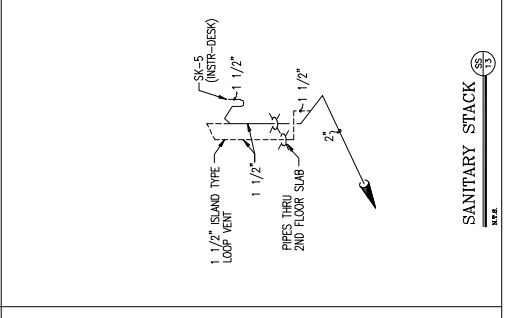 SK-5
(INSTR-DESK)
1 1/2"
1 1/2" ISLAND TYPE
LOOP VENT
1 1/2"
1 1/2"
PIPES THRU
2ND FLOOR SLAB
2"
SANITARY STACK
SS
13
N.T.S.